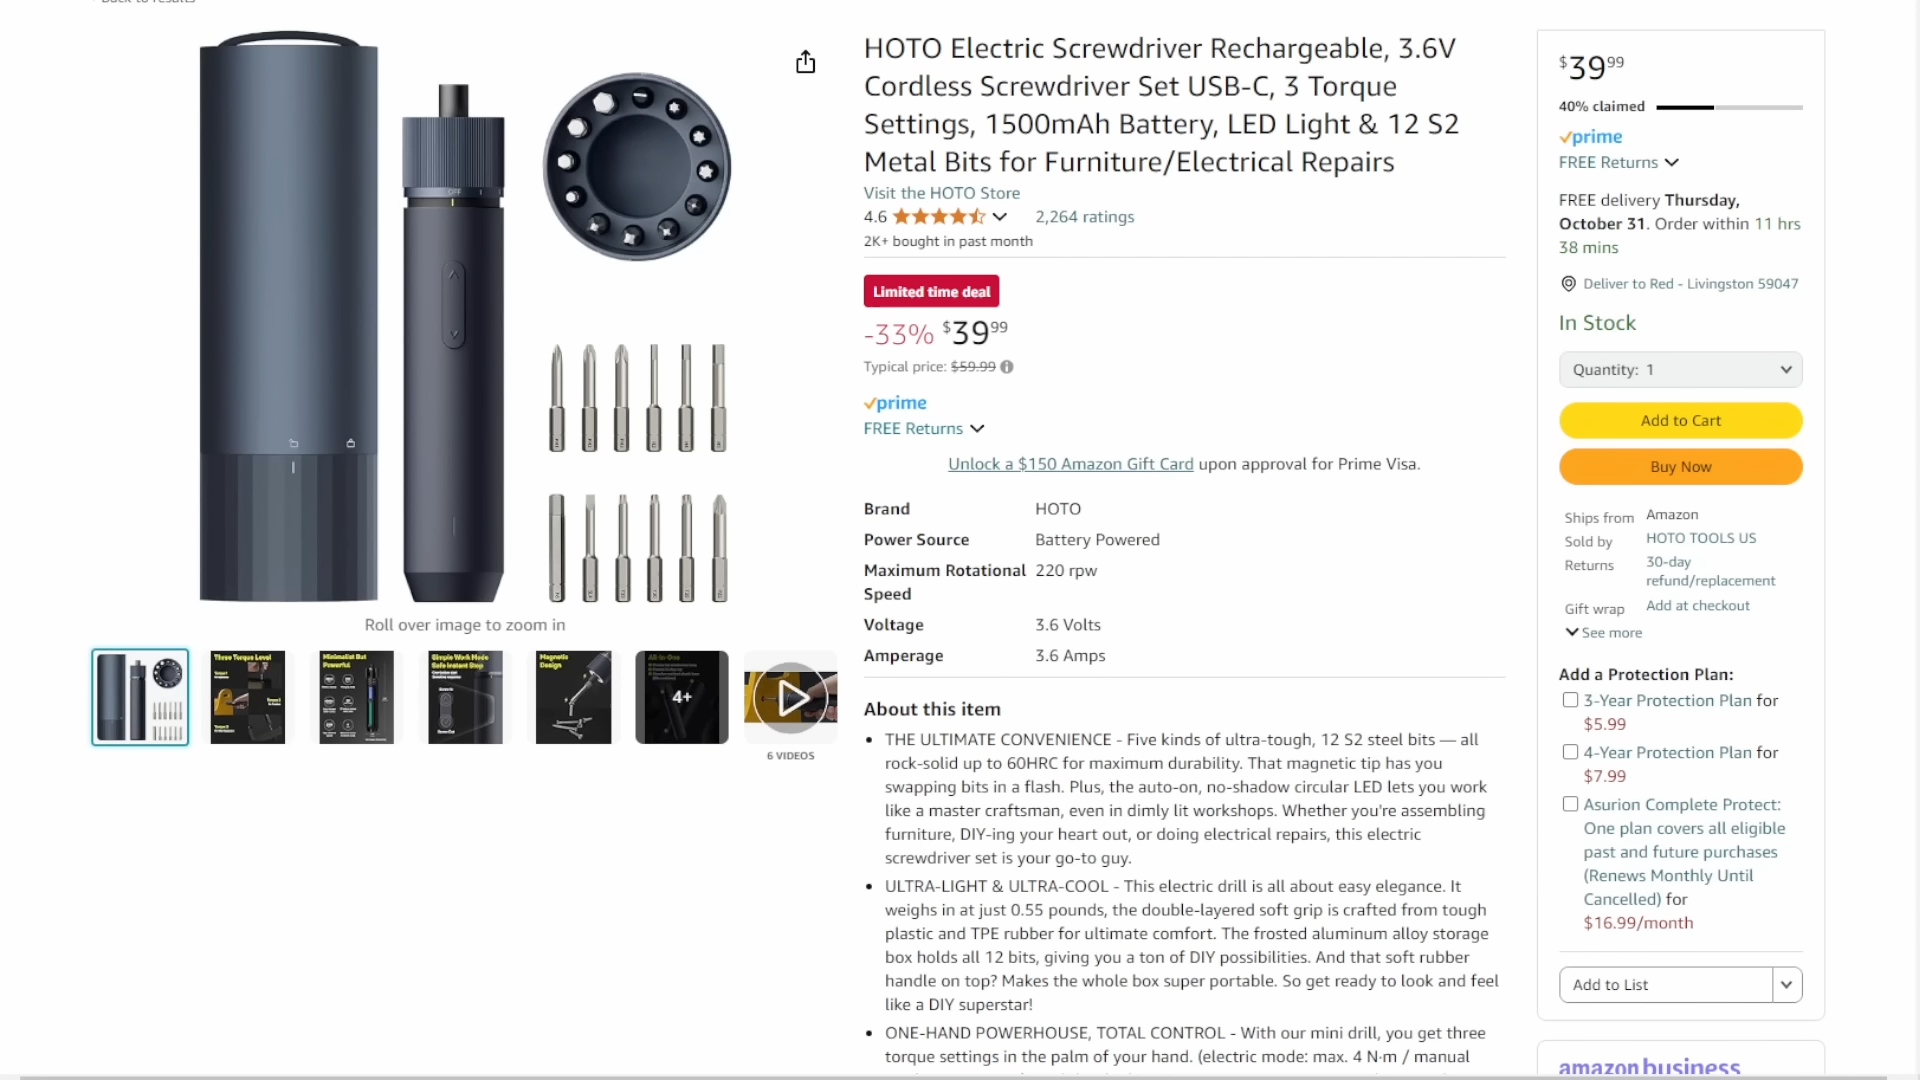 HOTO Electric Screwdriver Rechargeable, 3.6V
Cordless Screwdriver Set USB-C, 3 Torque
Settings, 1500mAh Battery, LED Light & 12 S2
Metal Bits for Furniture/Electrical Repairs
Visit the HOTO Store
4.6
2,264 ratings
2K+ bought in past month
Limited time deal
-33% $39 99
Typical price: $59.99
prime
FREE Returns
Unlock a $150 Amazon Gift Card upon approval for Prime Visa.
Brand HOTO
Power Source Battery Powered
Maximum Rotational 220 rpw
Speed
Voltage 3.6 Volts
Amperage 3.6 Amps
About this item
• THE ULTIMATE CONVENIENCE - Five kinds of ultra-tough, 12 S2 steel bits — all
rock-solid up to 60HRC for maximum durability. That magnetic tip has you
swapping bits in a flash. Plus, the auto-on, no-shadow circular LED lets you work
like a master craftsman, even in dimly lit workshops. Whether you're assembling
furniture, DIY-ing your heart out, or doing electrical repairs, this electric
screwdriver set is your go-to guy.
• ULTRA-LIGHT & ULTRA-COOL - This electric drill is all about easy elegance. It
weighs in at just 0.55 pounds, the double-layered soft grip is crafted from tough
plastic and TPE rubber for ultimate comfort. The frosted aluminum alloy storage
box holds all 12 bits, giving you a ton of DIY possibilities. And that soft rubber
handle on top? Makes the whole box super portable. So get ready to look and feel
like a DIY superstar!
• ONE-HAND POWERHOUSE, TOTAL CONTROL - With our mini drill, you get three
torque settings in the palm of your hand. (electric mode: max. 4 N·m / manual
OFF
Roll over image to zoom in
Three Torque Level
Minimalist But
Powerful
Simple Work Mode
Safe Instant Stop
Magnetic
Design
All-in-One
4+
6 VIDEOS
$39 99
40% claimed
prime
FREE Returns
FREE delivery Thursday,
October 31. Order within 11 hrs
38 mins
Deliver to Red - Livingston 59047
In Stock
Quantity: 1
Add to Cart
Buy Now
Ships from Amazon
Sold by HOTO TOOLS US
Returns 30-day
refund/replacement
Gift wrap Add at checkout
See more
Add a Protection Plan:
3-Year Protection Plan for
$5.99
4-Year Protection Plan for
$7.99
Asurion Complete Protect:
One plan covers all eligible
past and future purchases
(Renews Monthly Until
Cancelled) for
$16.99/month
Add to List
amazon business